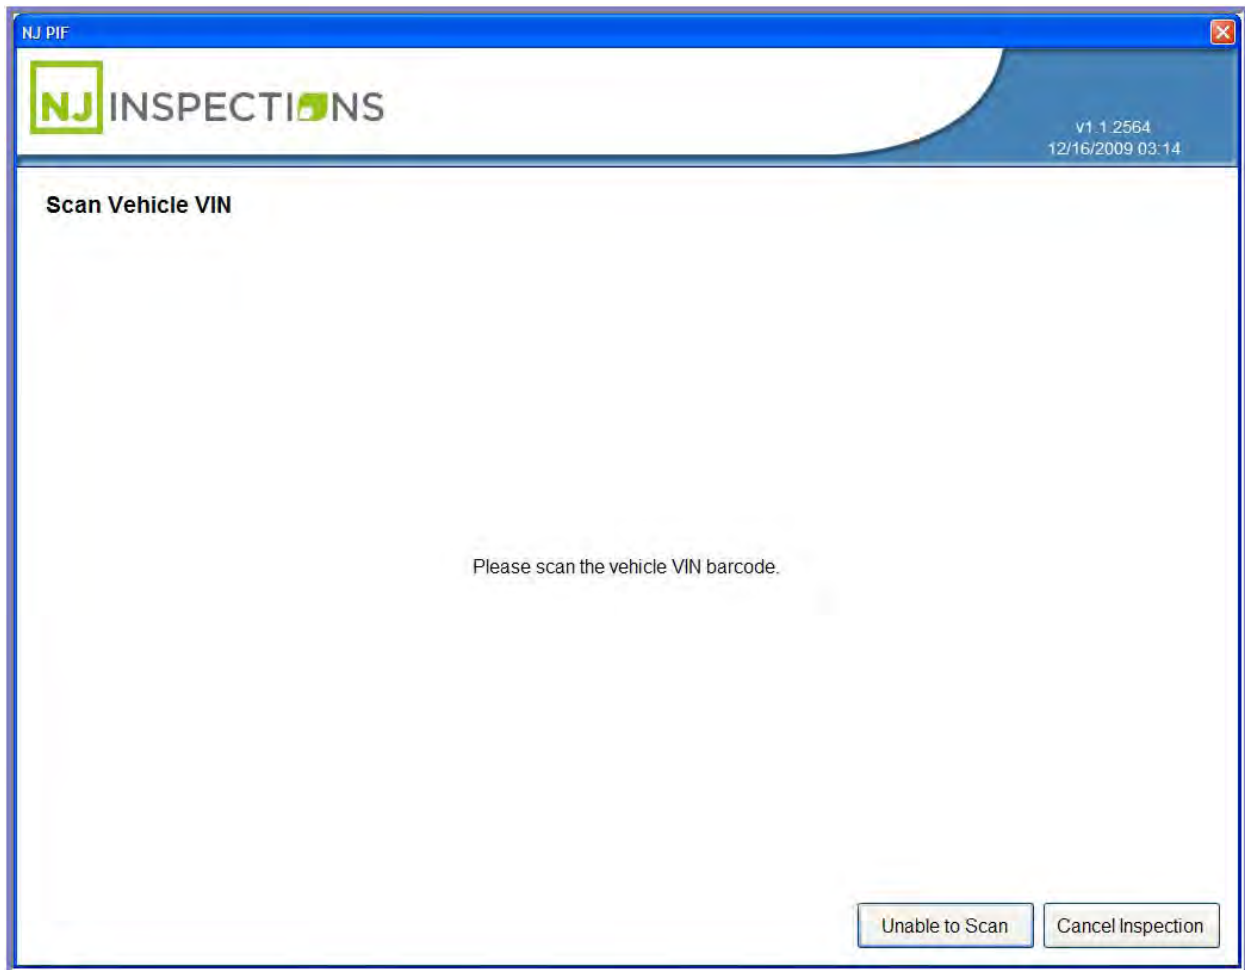 NJ PIF
NJ INSPECTIONS
v1.1.2564
12/16/2009 03:14
Scan Vehicle VIN
Please scan the vehicle VIN barcode.
Unable to Scan
Cancel Inspection